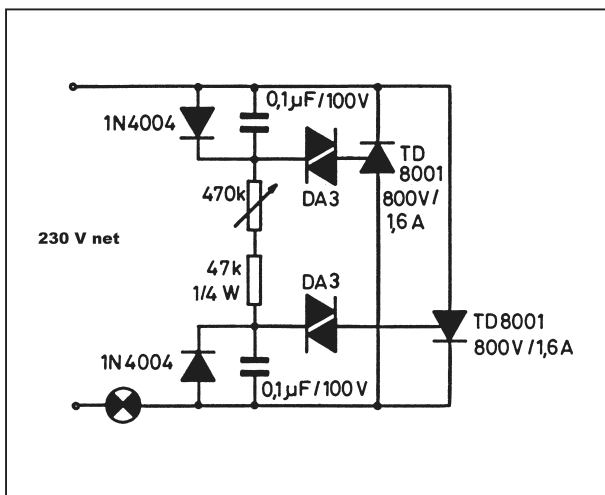 0,1µF/100V
1N4004
TD
8001
800V/
1,6A
DA3
470k
230 V net
47k
1/4 W
DA3
TD8001
800V/1,6A
1N4004
0,1µF/100V